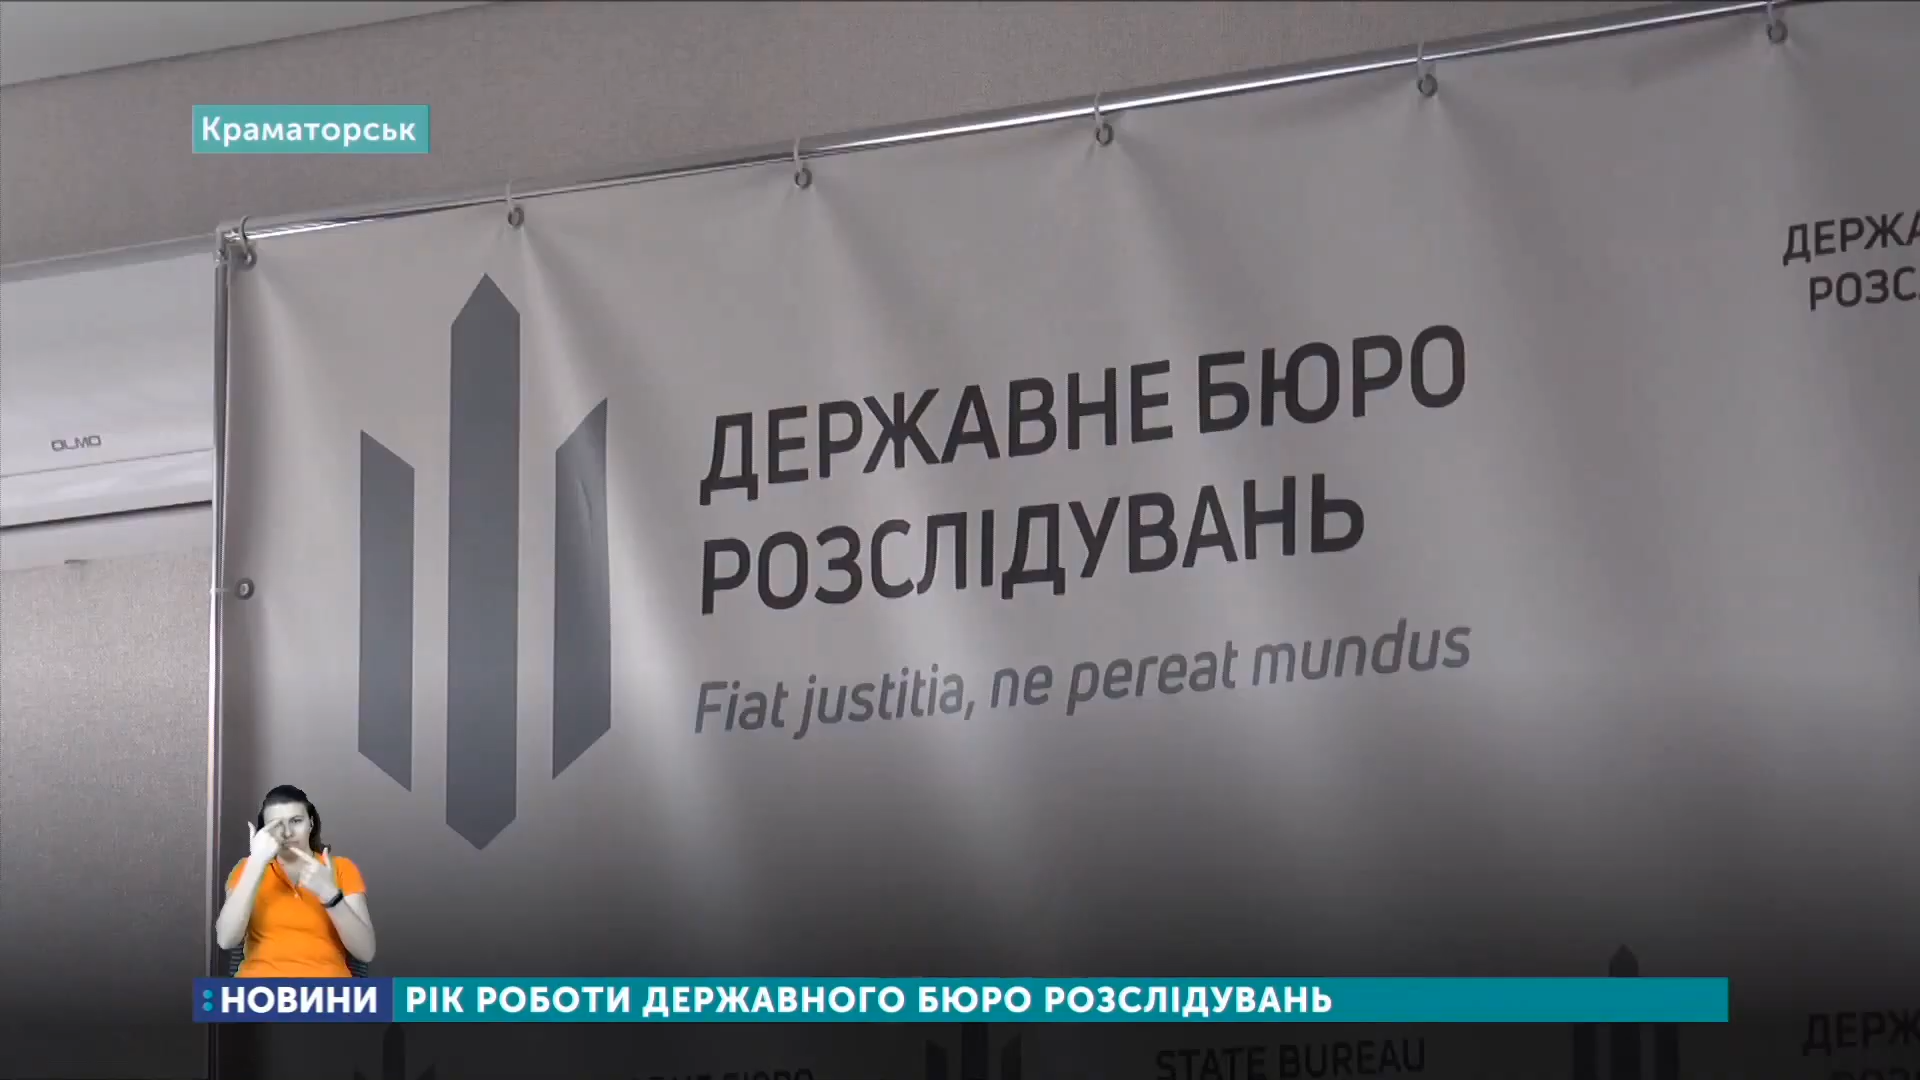 Краматорськ
ДЕРЖАВНЕ БЮРО
РОЗСЛІДУВАНЬ
Fiat justitia, ne pereat mundus
OLMO
:НОВИНИ
РІК РОБОТИ ДЕРЖАВНОГО БЮРО РОЗСЛІДУВАНЬ
STATE BUREAU